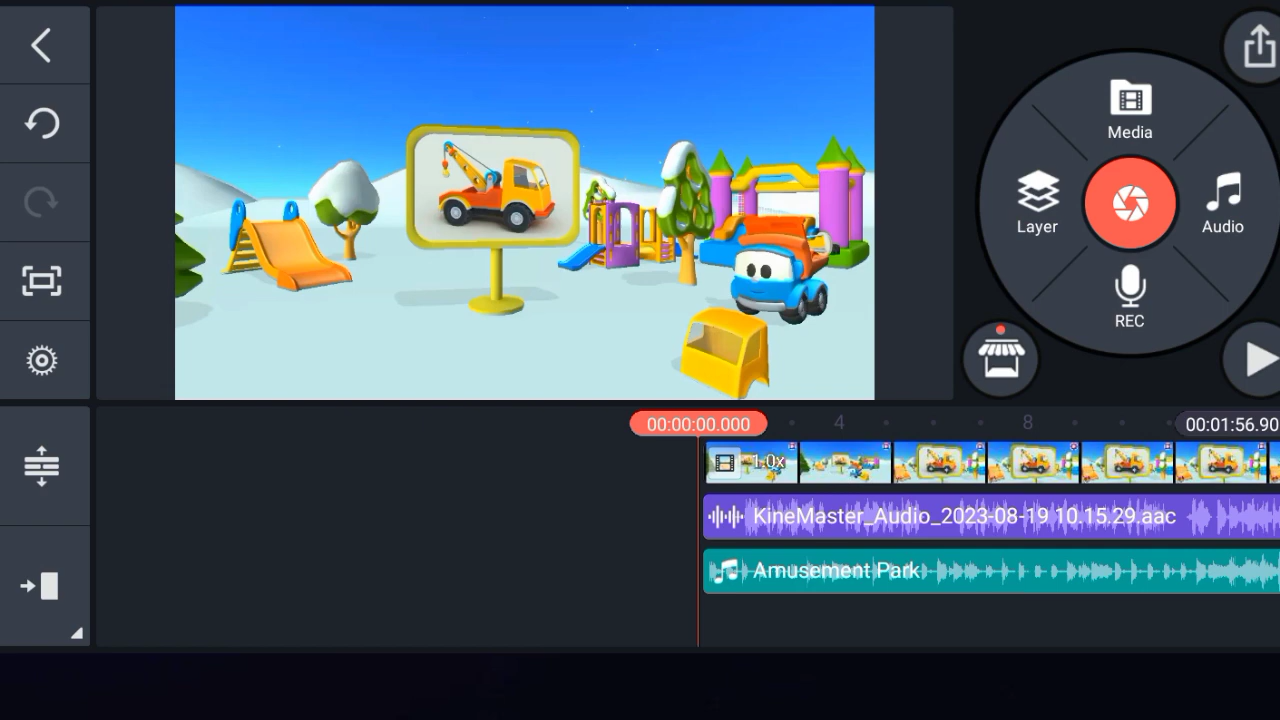 Media
Layer
Audio
REC
00:00:00.000
4
8
00:01:56.90
1.0x
KineMaster_Audio_2023-08-19 10.15.29.aac
Amusement Park